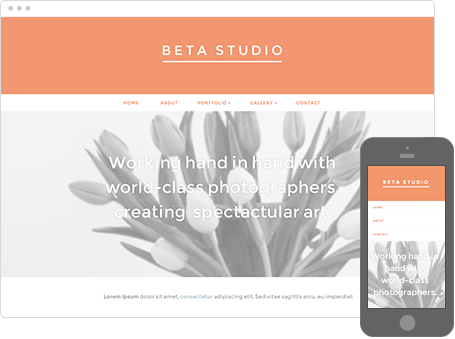 BETA STUDIO
HOME ABOUT PORTFOLIO + GALLERY + CONTACT
Working hand in hand with
world-class photographers
creating spectacular art.
Lorem ipsum dolor sit amet, consectetur adipiscing elit. Sed vitae sagittis arcu, eu imperdiet
BETA STUDIO
HOME
ABOUT
CONTACT
Working hand in
hand with
world-class
photographers